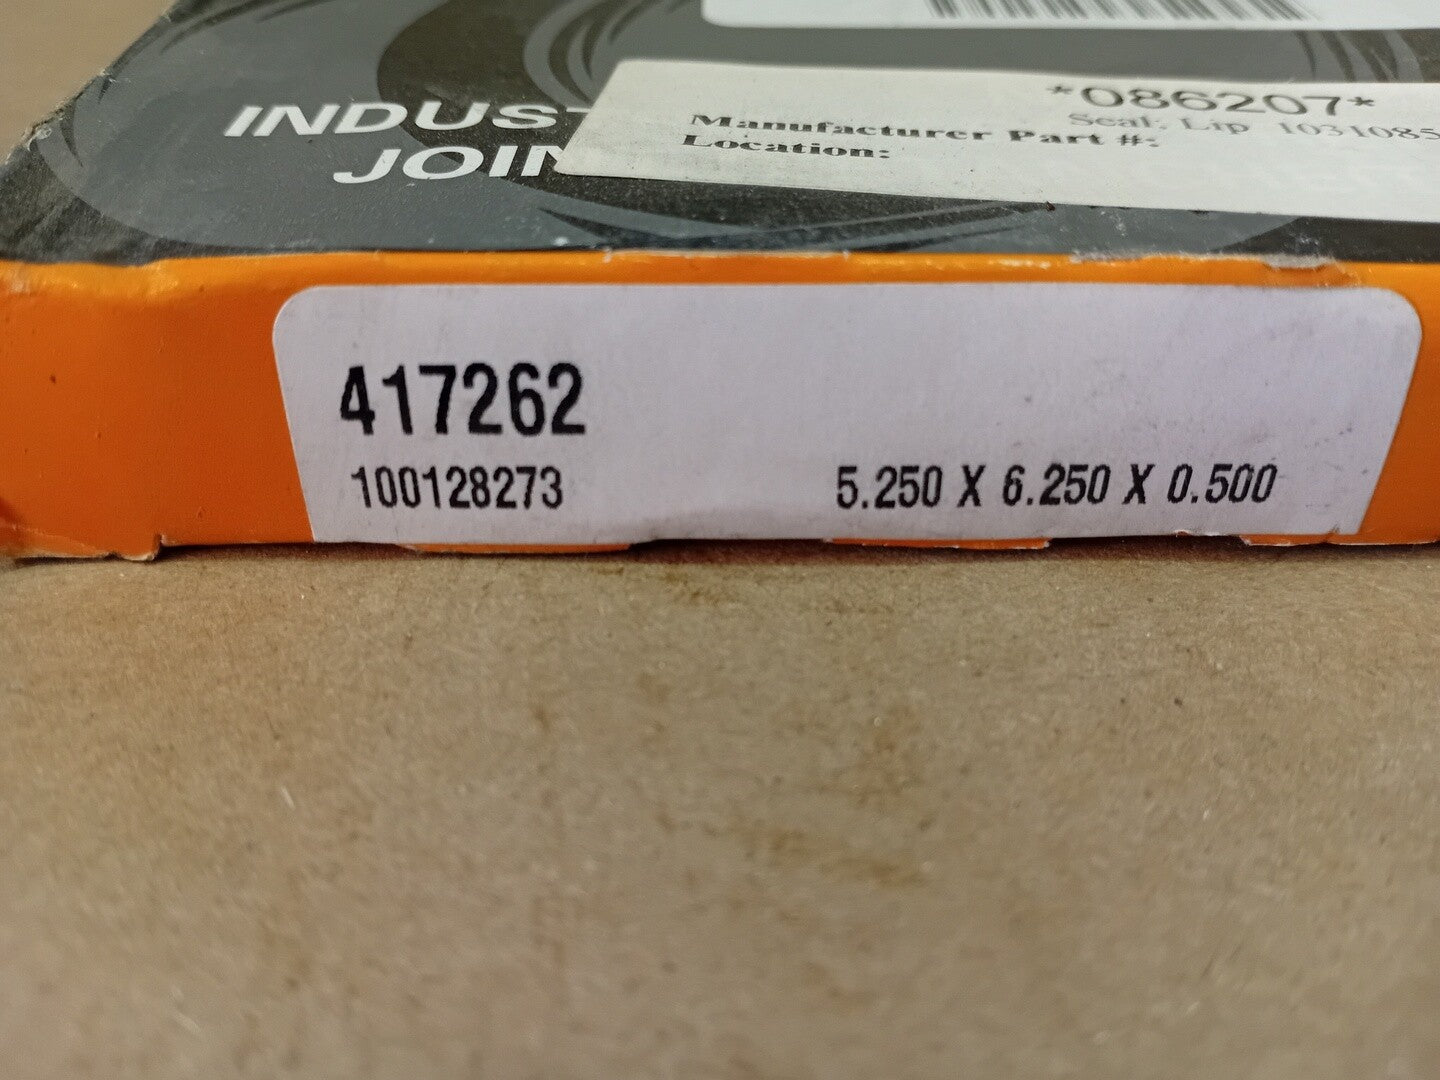 *086207*
Seal, Lip 1031085
Manufacturer Part #:
Location:
INDUST
JOIN
417262
100128273
5.250 X 6.250 X 0.500